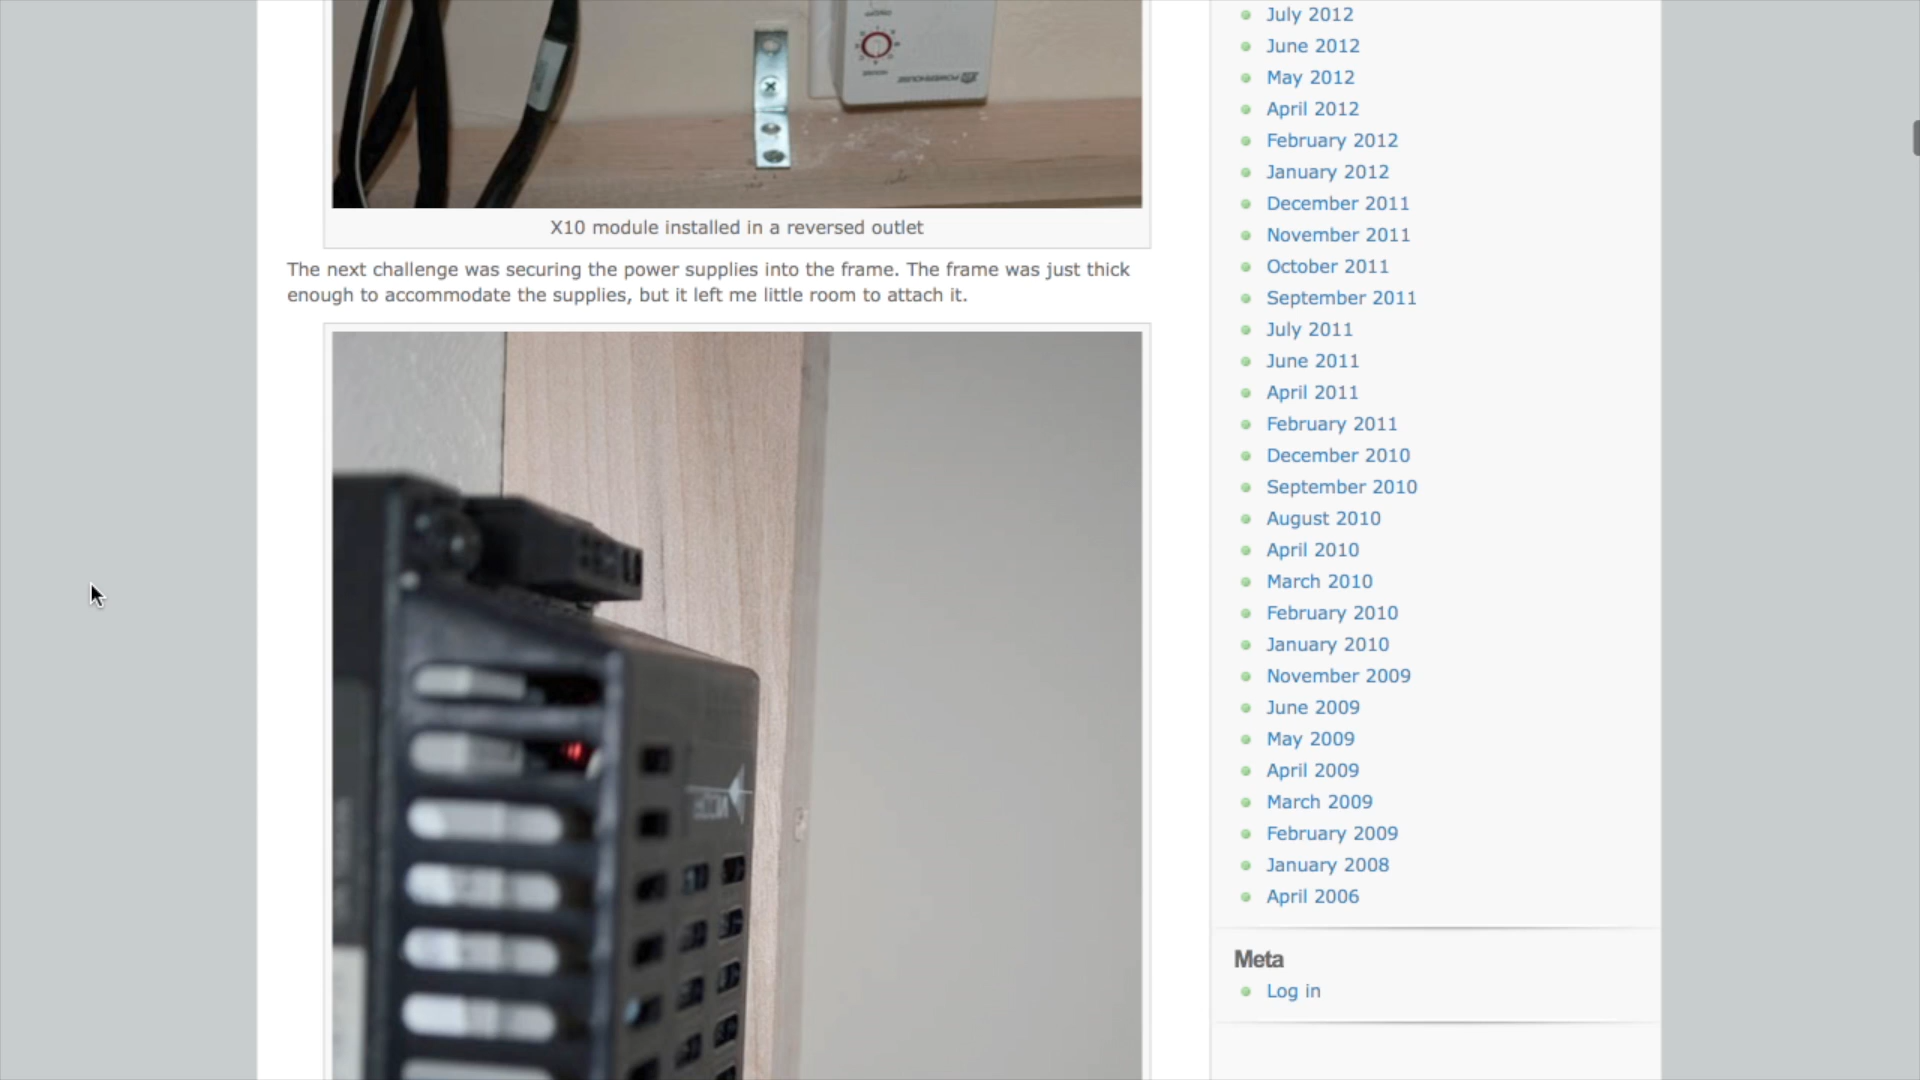 POWERHOUSE
X10 module installed in a reversed outlet
The next challenge was securing the power supplies into the frame. The frame was just thick
enough to accommodate the supplies, but it left me little room to attach it.
July 2012
June 2012
May 2012
April 2012
February 2012
January 2012
December 2011
November 2011
October 2011
September 2011
July 2011
June 2011
April 2011
February 2011
December 2010
September 2010
August 2010
April 2010
March 2010
February 2010
January 2010
November 2009
June 2009
May 2009
April 2009
March 2009
February 2009
January 2008
April 2006
Meta
Log in